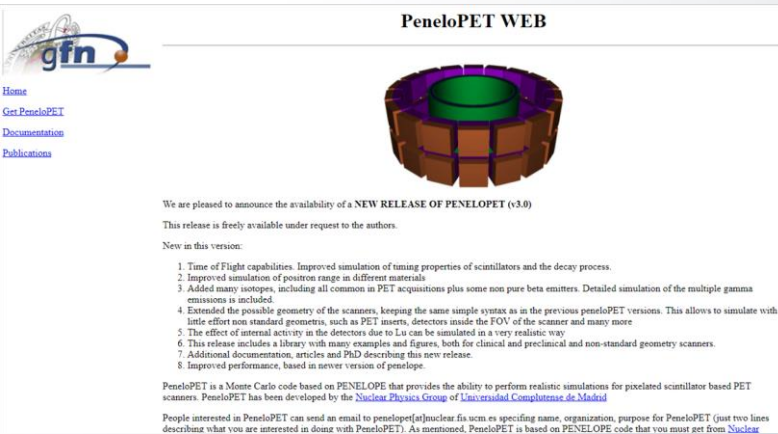 PeneloPET WEB
gfn
Home
Get PeneloPET
Documentation
Publications
We are pleased to announce the availability of a NEW RELEASE OF PENELOPET (v3.0)
This release is freely available under request to the authors.
New in this version:
1. Time of Flight capabilities. Improved simulation of timing properties of scintillators and the decay process.
2. Improved simulation of positron range in different materials
3. Added many isotopes, including all common in PET acquisitions plus some non pure beta emitters. Detailed simulation of the multiple gamma
emissions is included.
4. Extended the possible geometry of the scanners, keeping the same simple syntax as in the previous peneloPET versions. This allows to simulate with
little effort non standard geometris, such as PET inserts, detectors inside the FOV of the scanner and many more
5. The effect of internal activity in the detectors due to Lu can be simulated in a very realistic way
6. This release includes a library with many examples and figures, both for clinical and preclinical and non-standard geometry scanners.
7. Additional documentation, articles and PhD describing this new release.
8. Improved performance, based in newer version of penelope.
PeneloPET is a Monte Carlo code based on PENELOPE that provides the ability to perform realistic simulations for pixelated scintillator based PET
scanners. PeneloPET has been developed by the Nuclear Physics Group of Universidad Complutense de Madrid
People interested in PeneloPET can send an email to penelopet[at]nuclear.fis.ucm.es specifing name, organization, purpose for PeneloPET (just two lines
describing what you are interested in doing with PeneloPET). As mentioned, PeneloPET is based on PENELOPE code that you must get from Nuclear